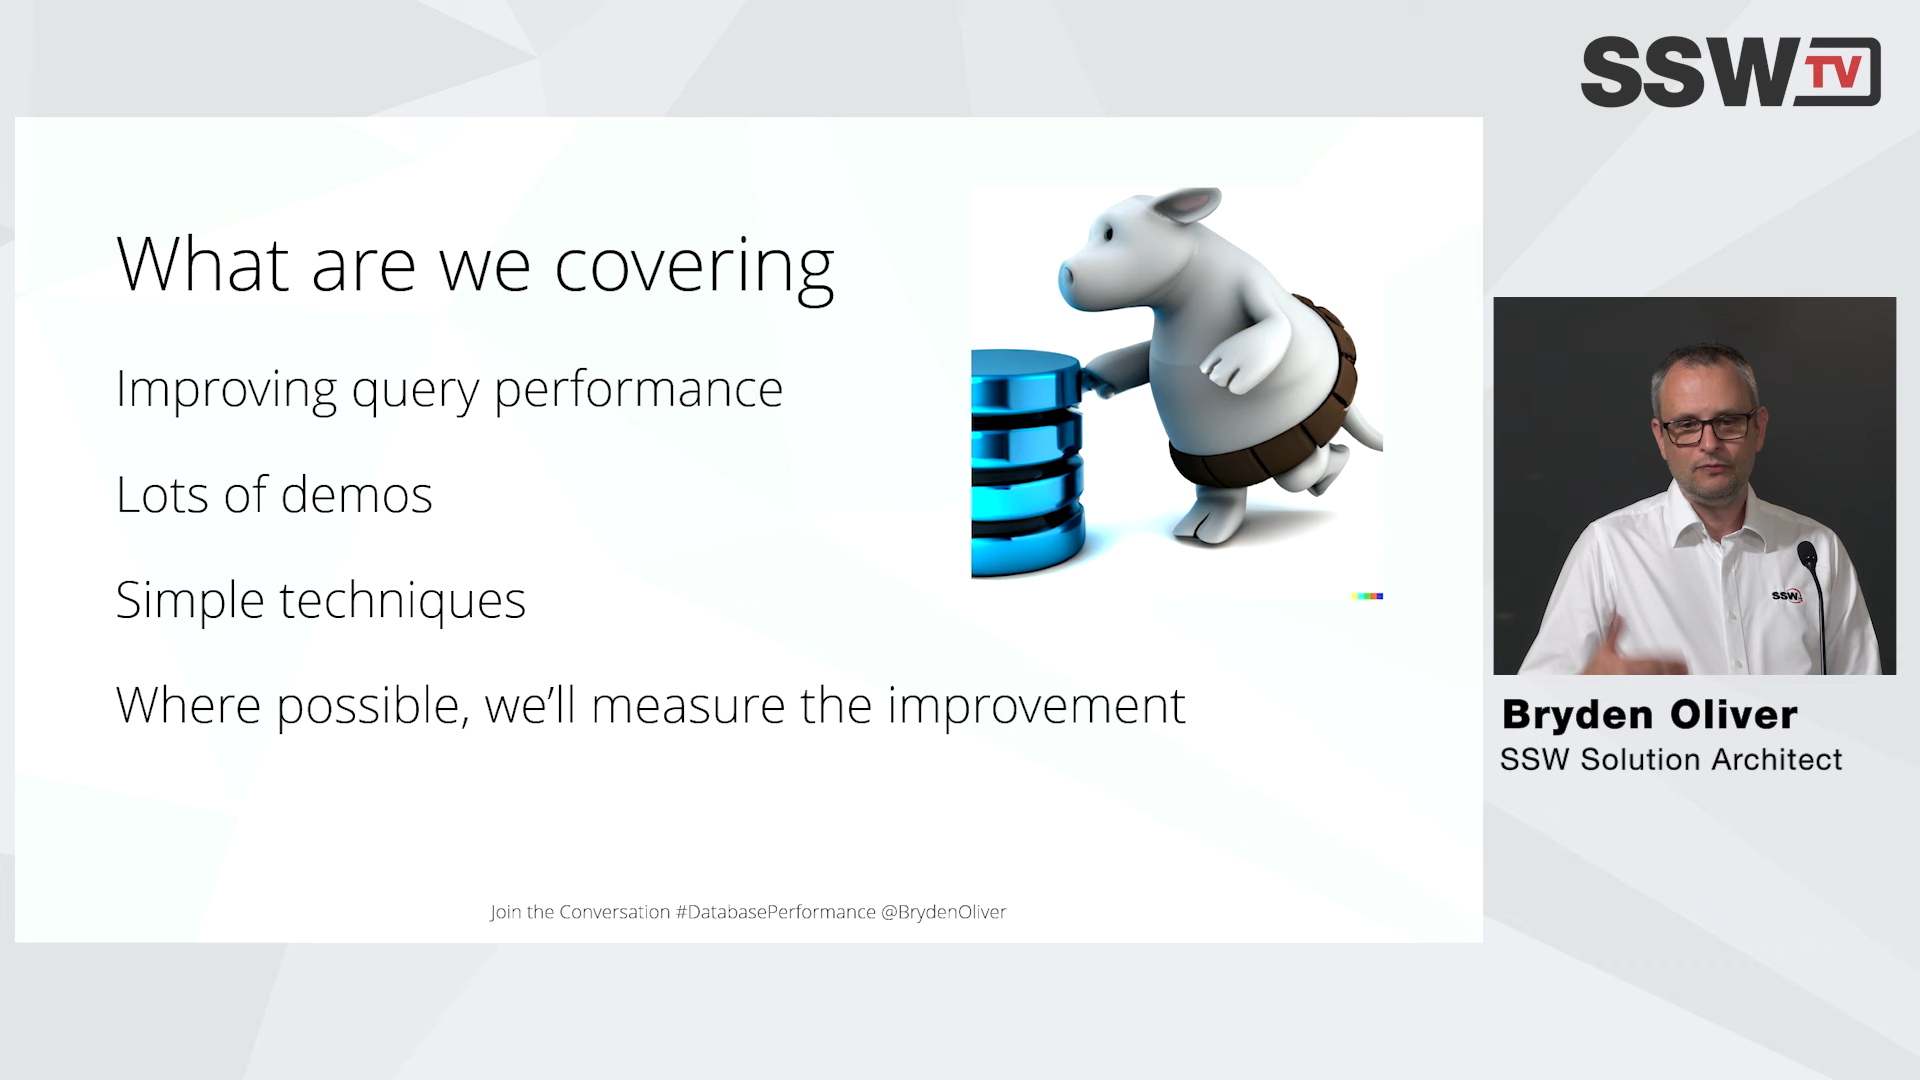 SSW TV
What are we covering
Improving query performance
Lots of demos
Simple techniques
Where possible, we’ll measure the improvement
Join the Conversation #DatabasePerformance @BrydenOliver
SSW
Bryden Oliver
SSW Solution Architect